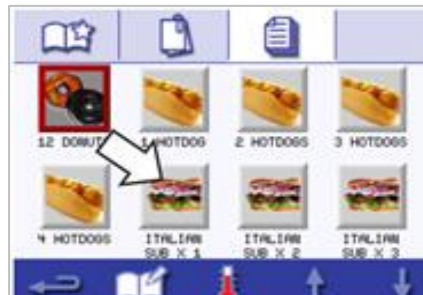 12 DONUT
HOTDOG
2 HOTDOGS
3 HOTDOGS
4 HOTDOGS
ITALIAN
SUB X 1
ITALIAN
SUB X 2
ITALIAN
SUB X 3